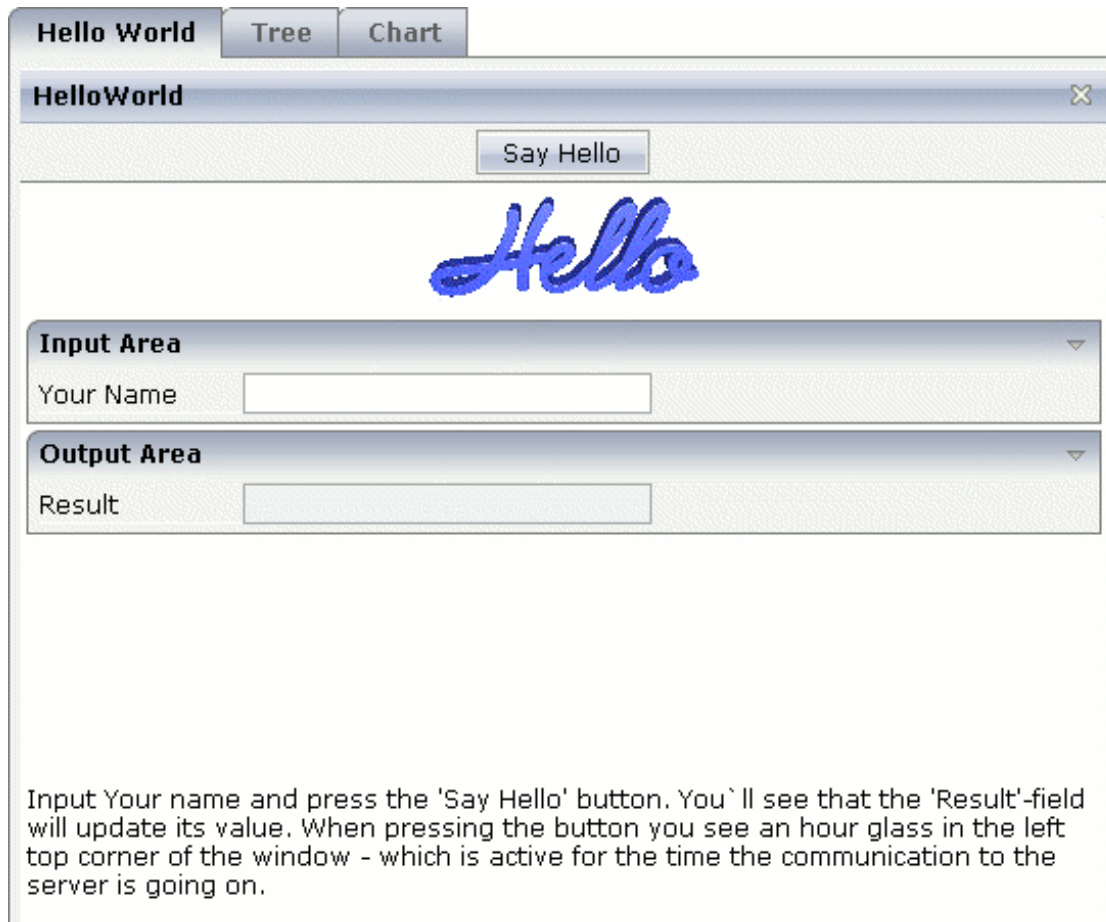 Hello World Tree Chart
HelloWorld
Say Hello
Hello
Input Area
Your Name
Output Area
Result
Input Your name and press the 'Say Hello' button. You`ll see that the 'Result'-field
will update its value. When pressing the button you see an hour glass in the left
top corner of the window - which is active for the time the communication to the
server is going on.